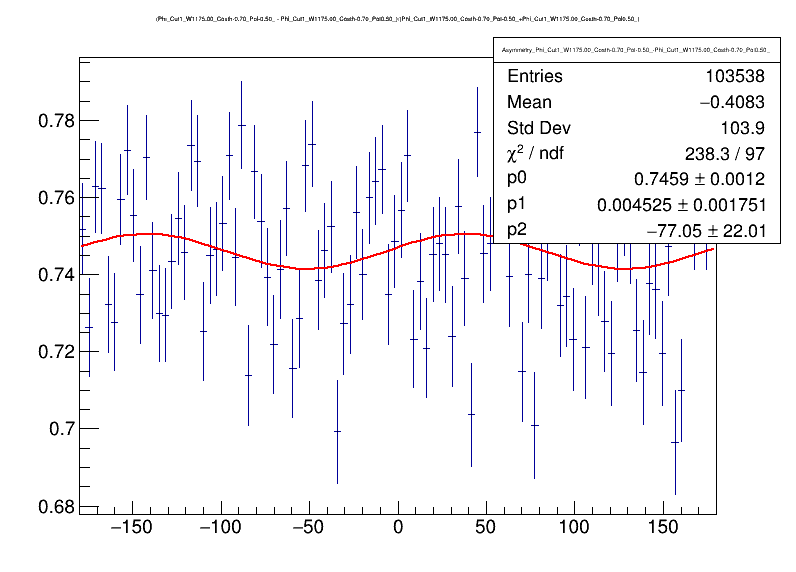 (Phi_Cut1_W1175.00_Costh-0.70_Pol-0.50_ - Phi_Cut1_W1175.00_Costh-0.70_Pol0.50_)/(Phi_Cut1_W1175.00_Costh-0.70_Pol-0.50_+Phi_Cut1_W1175.00_Costh-0.70_Pol0.50_)
Asymmetry_Phi_Cut1_W1175.00_Costh-0.70_Pol-0.50_-Phi_Cut1_W1175.00_Costh-0.70_Pol0.50_
Entries 103538
Mean −0.4083
Std Dev 103.9
χ² / ndf 238.3 / 97
p0 0.7459 ± 0.0012
p1 0.004525 ± 0.001751
p2 −77.05 ± 22.01
0.78
0.76
0.74
0.72
0.7
0.68
−150 −100 −50 0 50 100 150